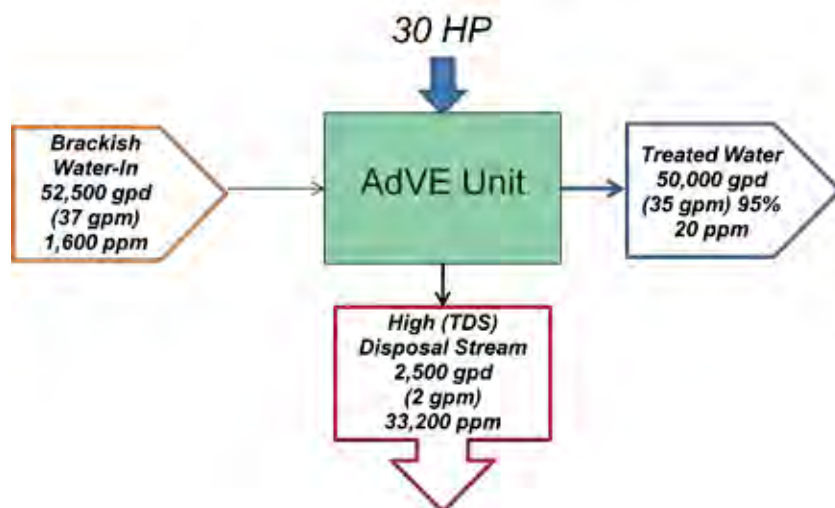 30 HP
Brackish
Water-In
52,500 gpd
(37 gpm)
1,600 ppm
AdVE Unit
Treated Water
50,000 gpd
(35 gpm) 95%
20 ppm
High (TDS)
Disposal Stream
2,500 gpd
(2 gpm)
33,200 ppm